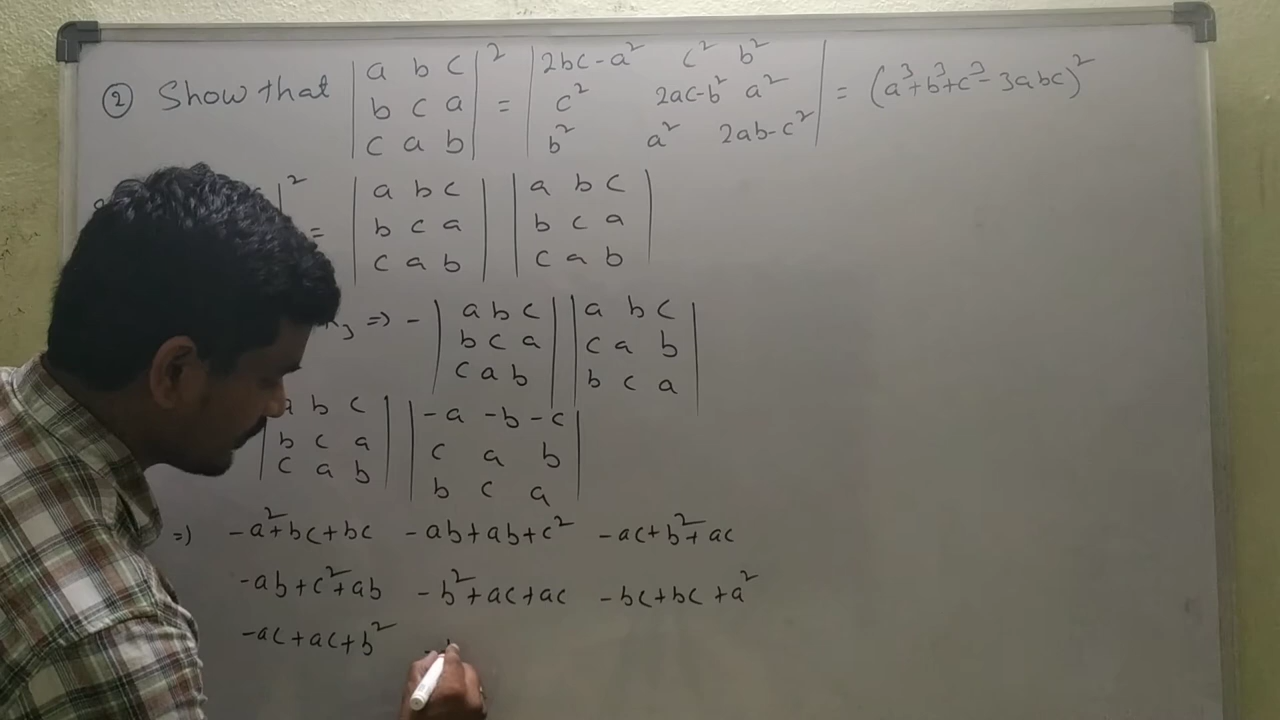 ② Show that | a b c |² = | 2bc-a² c² b² | = (a³+b³+c³-3abc)²
| b c a | | c² 2ac-b² a² |
| c a b | | b² a² 2ab-c² |
|² = | a b c | | a b c |
| b c a | | b c a |
| c a b | | c a b |
=> - | a b c | | a b c |
| b c a | | c a b |
| c a b | | b c a |
| a b c | | -a -b -c |
| b c a | | c a b |
| c a b | | b c a |
=) -a²+bc+bc -ab+ab+c² -ac+b²+ac
-ab+c²+ab -b²+ac+ac -bc+bc+a²
-ac+ac+b² -